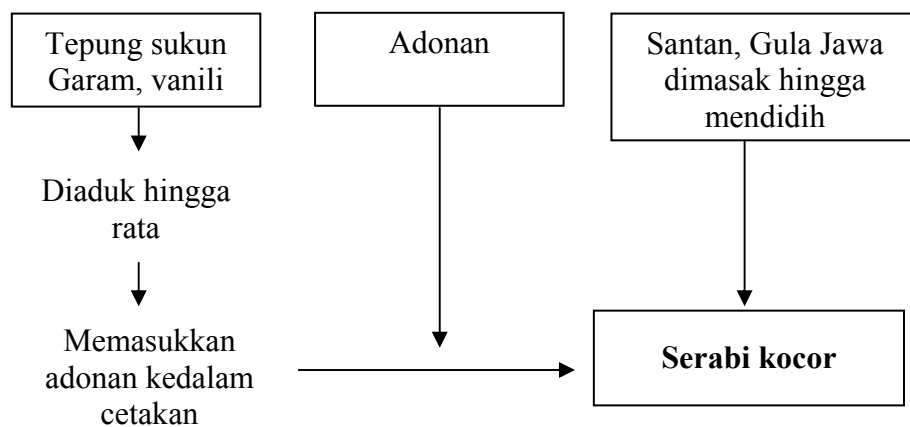 Tepung sukun
Garam, vanili
Adonan
Santan, Gula Jawa
dimasak hingga
mendidih
Diaduk hingga
rata
Memasukkan
adonan kedalam
cetakan
Serabi kocor